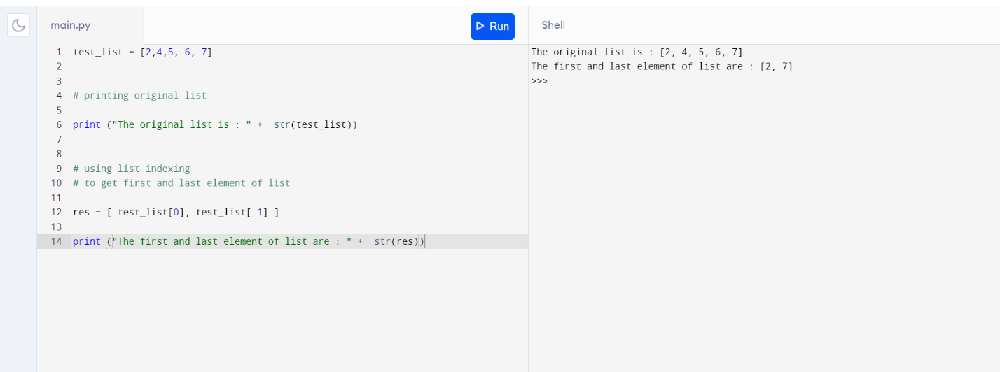 main.py
Run
Shell
1 test_list = [2,4,5, 6, 7]
2
3
4 # printing original list
5
6 print ("The original list is : " +  str(test_list))
7
8
9 # using list indexing
10 # to get first and last element of list
11
12 res = [ test_list[0], test_list[-1] ]
13
14 print ("The first and last element of list are : " +  str(res))
The original list is : [2, 4, 5, 6, 7]
The first and last element of list are : [2, 7]
>>>